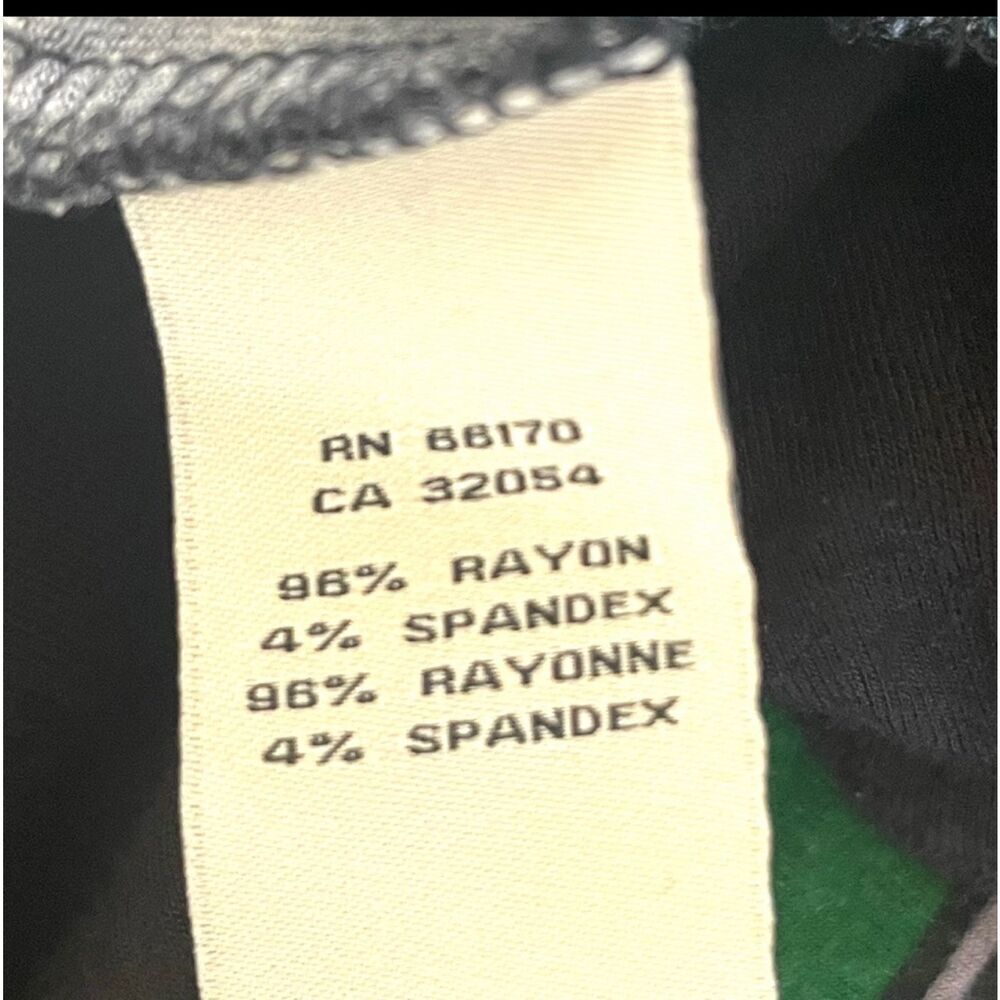 RN 66170
CA 32054
96% RAYON
4% SPANDEX
96% RAYONNE
4% SPANDEX